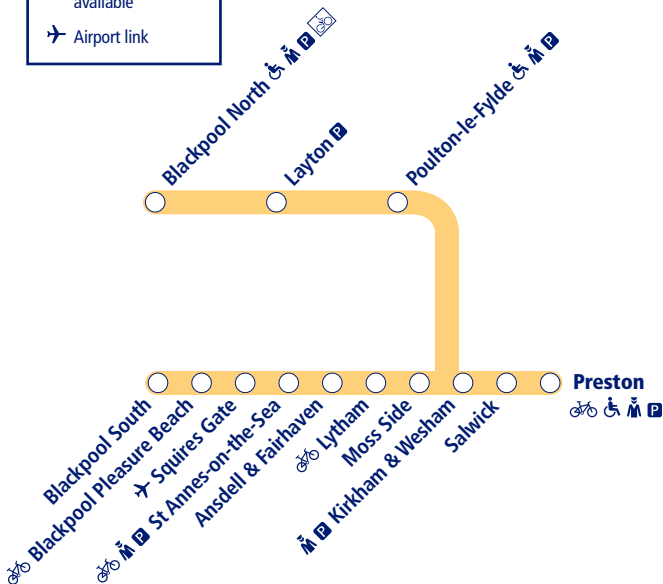 available
Airport link
Blackpool North P
Layton P
Poulton-le-Fylde P
Preston
P
Blackpool South
Blackpool Pleasure Beach
Squires Gate
P St Annes-on-the-Sea
Ansdell & Fairhaven
Lytham
Moss Side
P Kirkham & Wesham
Salwick